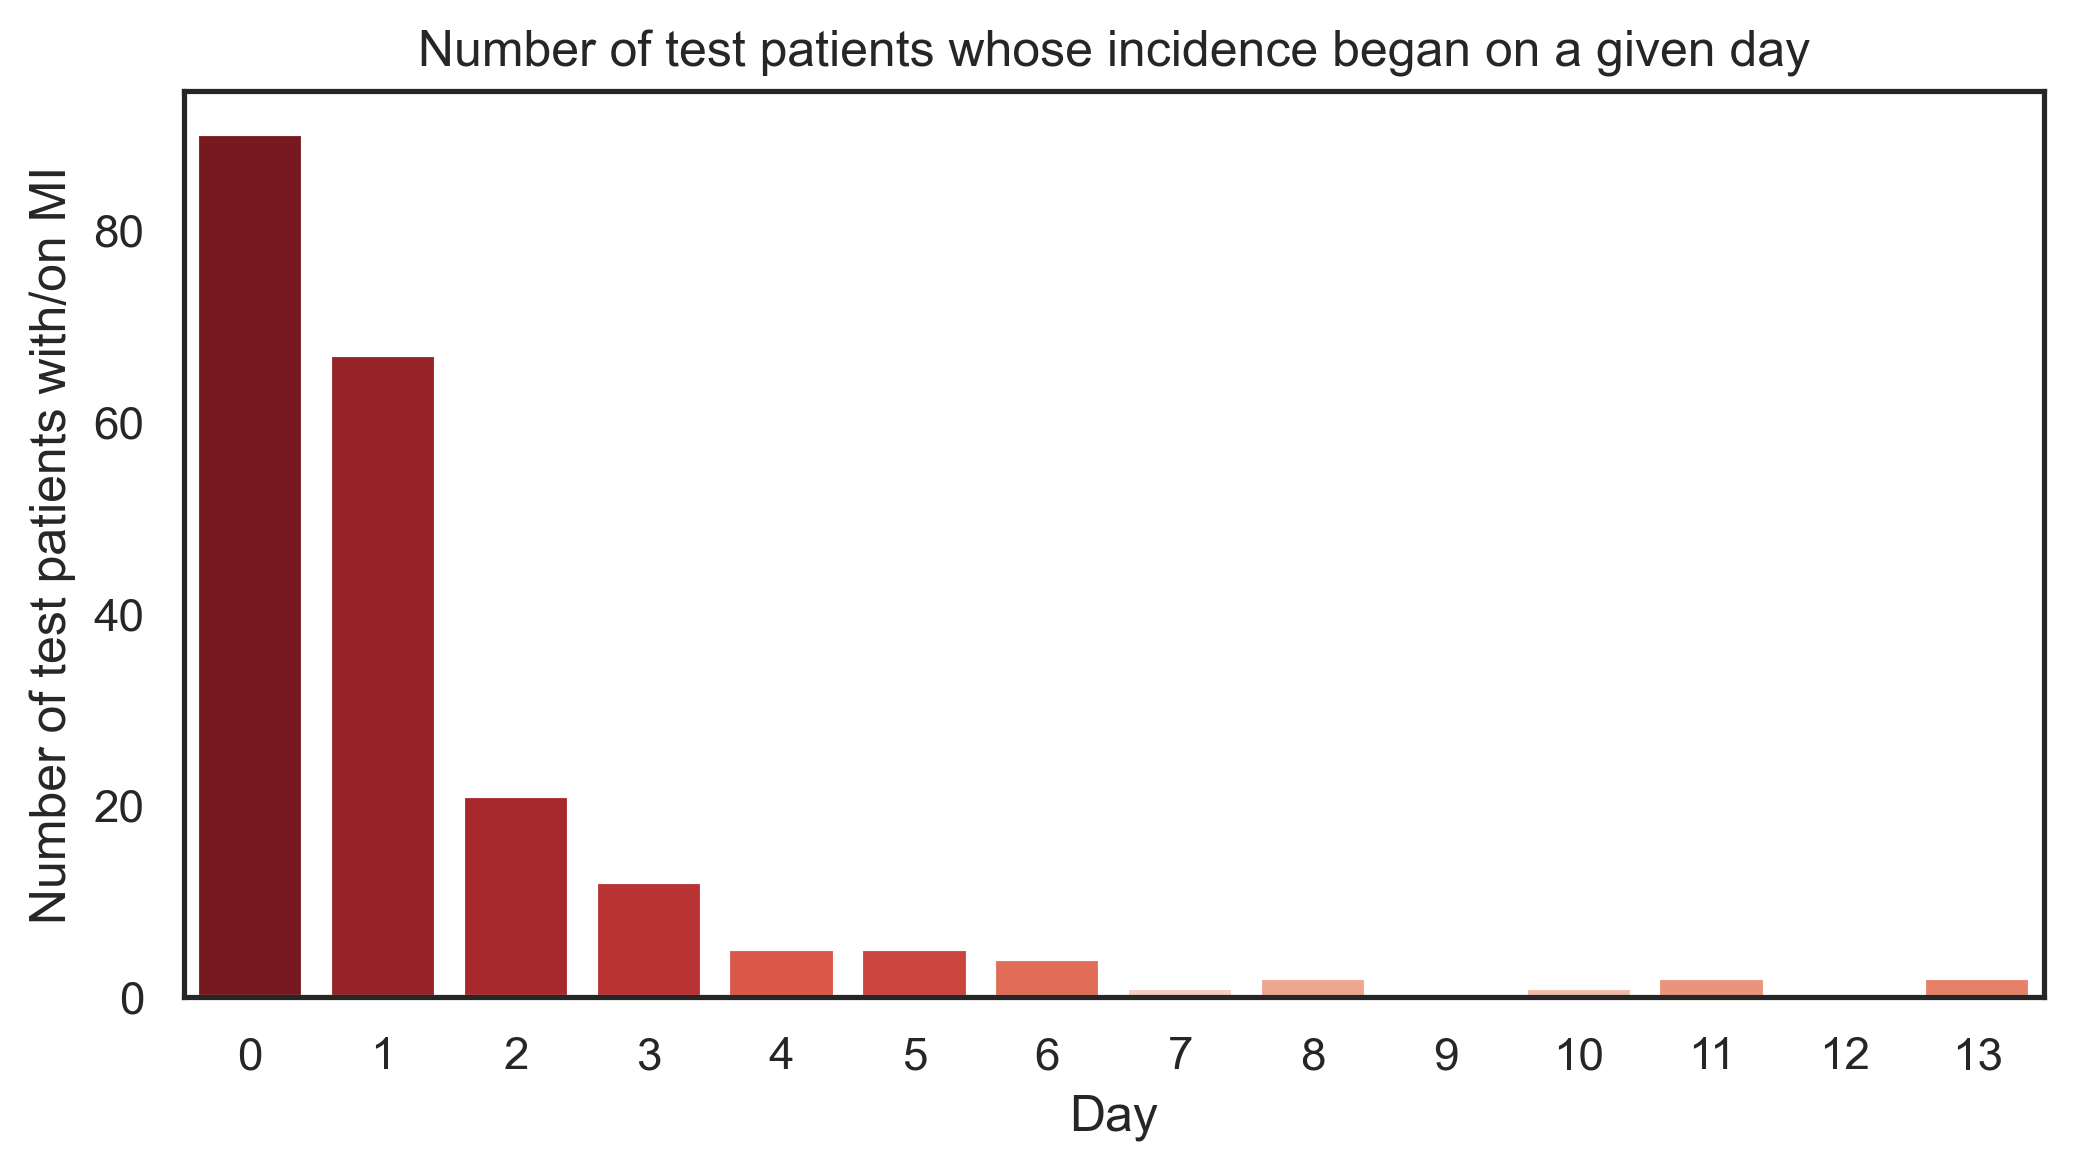 Number of test patients whose incidence began on a given day
Number of test patients with/on MI
80
60
40
20
0
0 1 2 3 4 5 6 7 8 9 10 11 12 13
Day